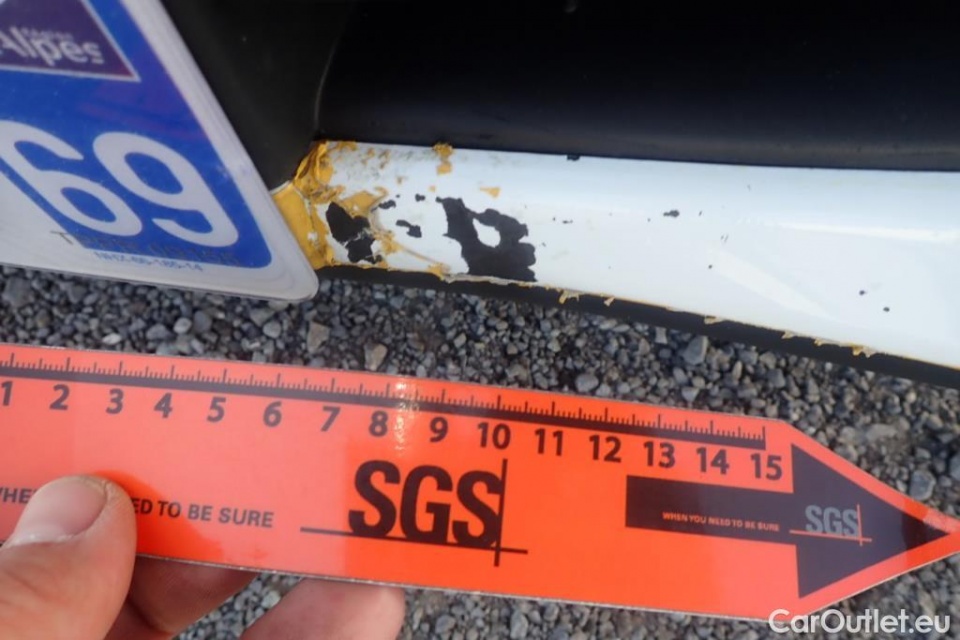 Alpes
69
1 2 3 4 5 6 7 8 9 10 11 12 13 14 15
ED TO BE SURE
SGS
WHEN YOU NEED TO BE SURE
SGS
CarOutlet.eu